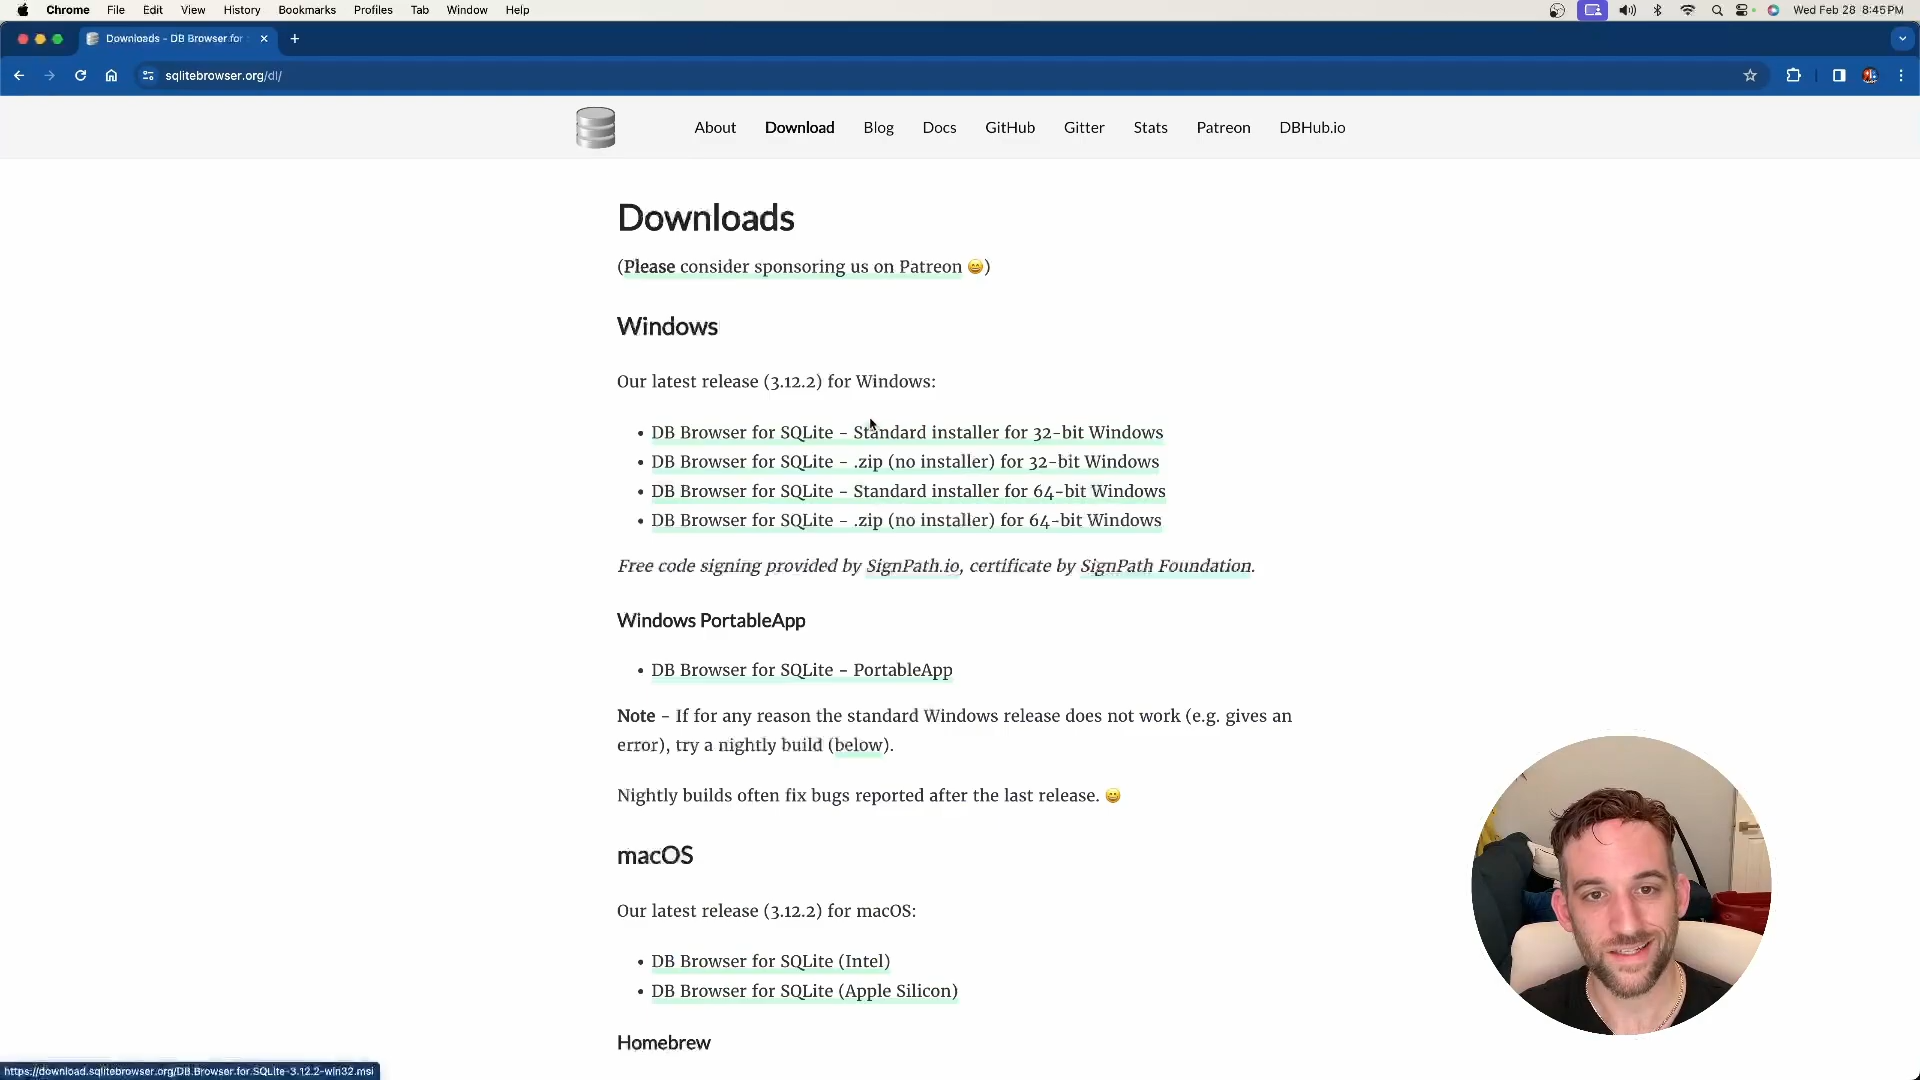 Chrome File Edit View History Bookmarks Profiles Tab Window Help Wed Feb 28 8:45 PM
Downloads - DB Browser for
sqlitebrowser.org/dl/
About Download Blog Docs GitHub Gitter Stats Patreon DBHub.io
Downloads
(Please consider sponsoring us on Patreon 😄)
Windows
Our latest release (3.12.2) for Windows:
• DB Browser for SQLite - Standard installer for 32-bit Windows
• DB Browser for SQLite - .zip (no installer) for 32-bit Windows
• DB Browser for SQLite - Standard installer for 64-bit Windows
• DB Browser for SQLite - .zip (no installer) for 64-bit Windows
Free code signing provided by SignPath.io, certificate by SignPath Foundation.
Windows PortableApp
• DB Browser for SQLite - PortableApp
Note - If for any reason the standard Windows release does not work (e.g. gives an
error), try a nightly build (below).
Nightly builds often fix bugs reported after the last release. 😄
macOS
Our latest release (3.12.2) for macOS:
• DB Browser for SQLite (Intel)
• DB Browser for SQLite (Apple Silicon)
Homebrew
https://download.sqlitebrowser.org/DB.Browser.for.SQLite-3.12.2-win32.msi